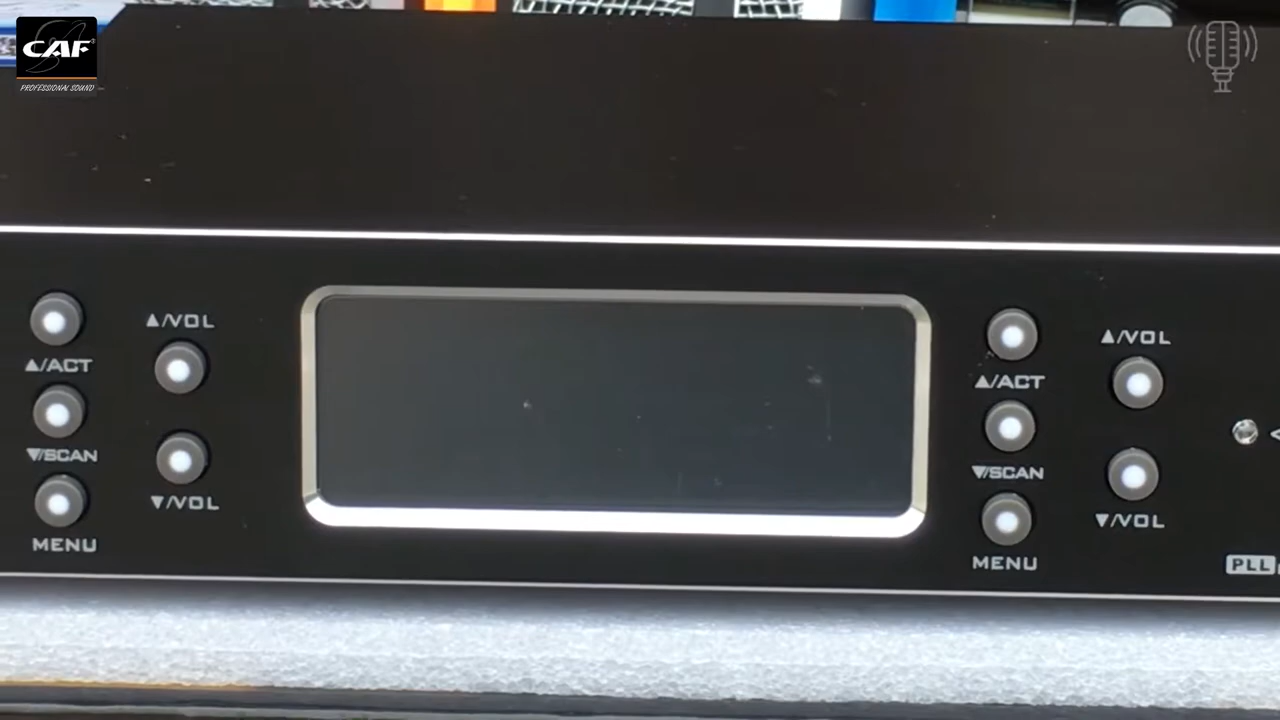 CAF
PROFESSIONAL SOUND
▲/VOL
▲/ACT
▼/SCAN
▼/VOL
MENU
▲/VOL
▲/ACT
▼/SCAN
▼/VOL
MENU
PLL